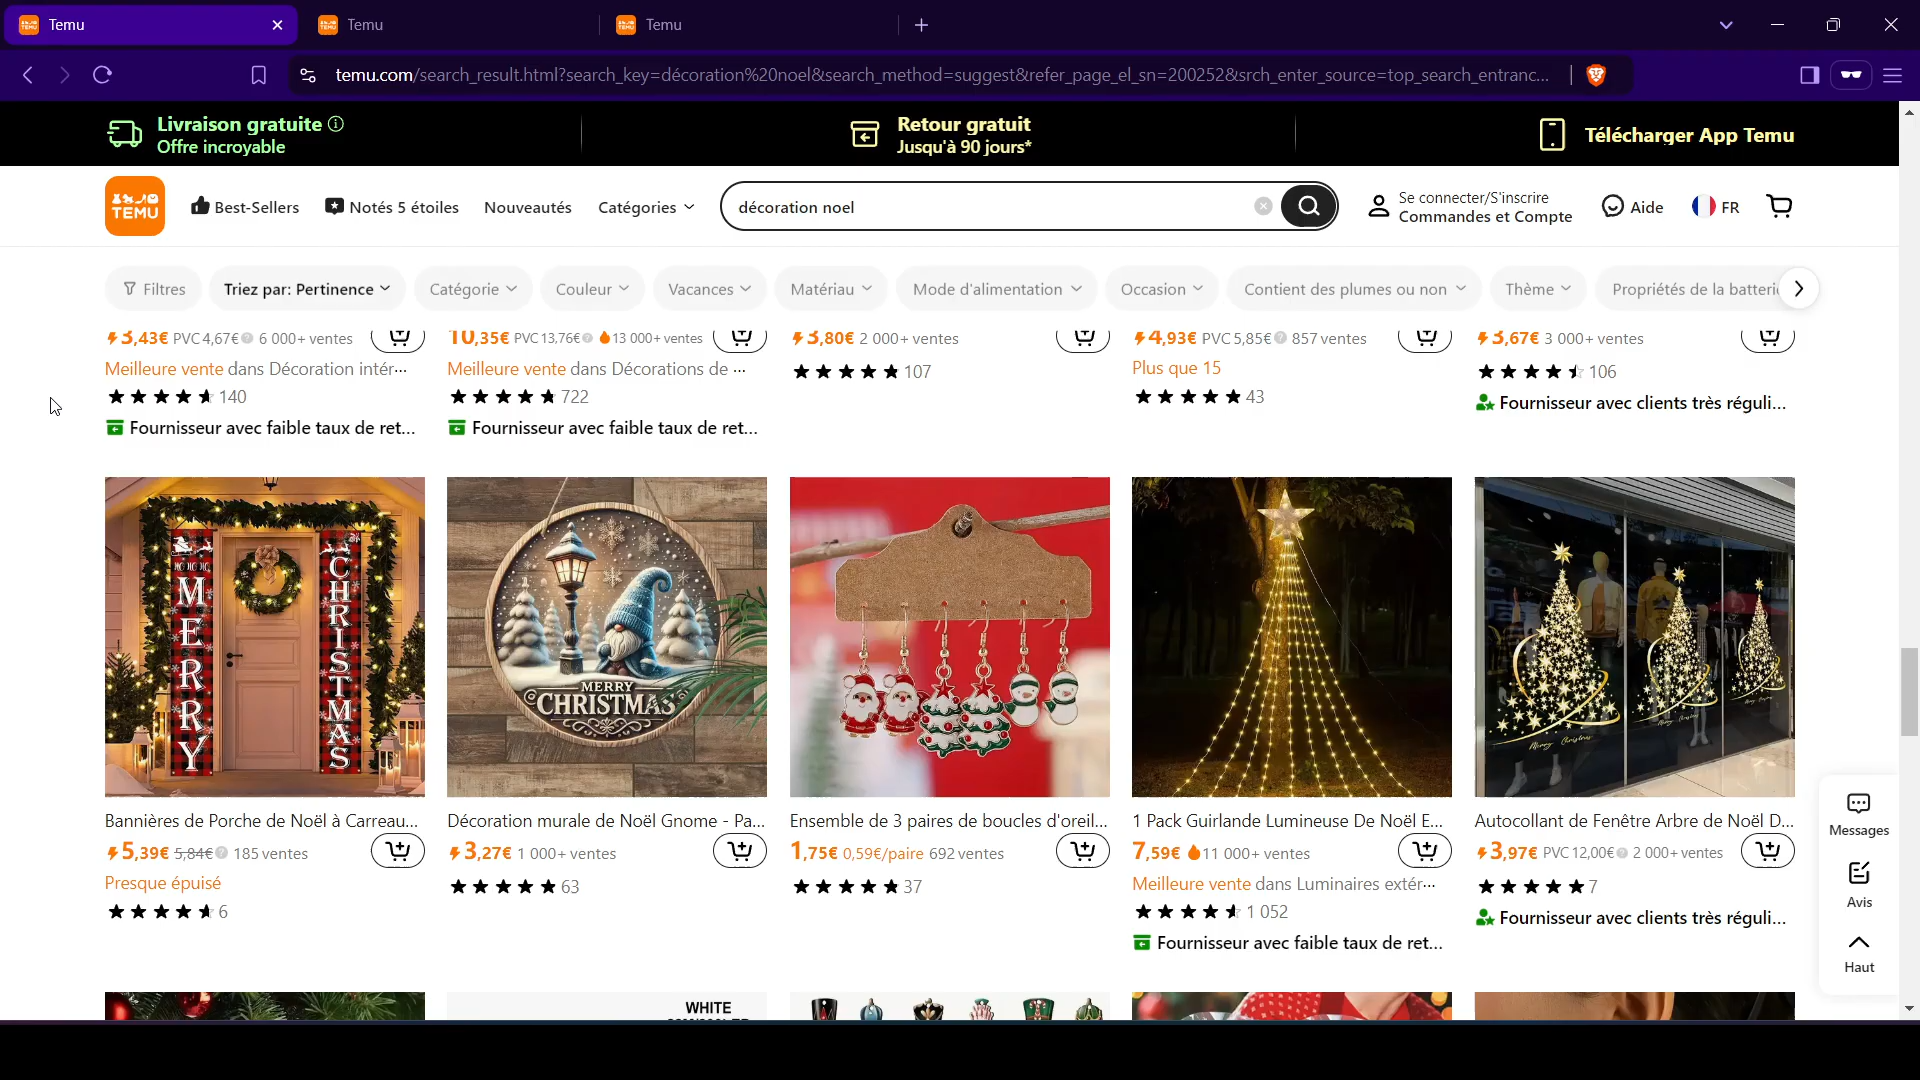 Temu
Temu
Temu
temu.com/search_result.html?search_key=décoration%20noel&search_method=suggest&refer_page_el_sn=200252&srch_enter_source=top_search_entranc...
Livraison gratuite
Offre incroyable
Retour gratuit
Jusqu'à 90 jours*
Télécharger App Temu
TEMU
Best-Sellers
Notés 5 étoiles
Nouveautés
Catégories
décoration noel
Se connecter/S'inscrire
Commandes et Compte
Aide
FR
Filtres
Triez par: Pertinence
Catégorie
Couleur
Vacances
Matériau
Mode d'alimentation
Occasion
Contient des plumes ou non
Thème
Propriétés de la batteri
3,43€ PVC 4,67€ 6 000+ ventes
10,35€ PVC 13,76€ 13 000+ ventes
3,80€ 2 000+ ventes
4,93€ PVC 5,85€ 857 ventes
3,67€ 3 000+ ventes
Meilleure vente dans Décoration intér...
Meilleure vente dans Décorations de ...
107
Plus que 15
106
140
722
43
Fournisseur avec clients très réguli...
Fournisseur avec faible taux de ret...
Fournisseur avec faible taux de ret...
HO HO HO
MERRY
CHRISTMAS
MERRY
CHRISTMAS
Merry Christmas
Bannières de Porche de Noël à Carreau...
5,39€ 5,84€ 185 ventes
Presque épuisé
6
Décoration murale de Noël Gnome - Pa...
3,27€ 1 000+ ventes
63
Ensemble de 3 paires de boucles d'oreil...
1,75€ 0,59€/paire 692 ventes
37
1 Pack Guirlande Lumineuse De Noël E...
7,59€ 11 000+ ventes
Meilleure vente dans Luminaires extér...
1 052
Fournisseur avec faible taux de ret...
Autocollant de Fenêtre Arbre de Noël D...
3,97€ PVC 12,00€ 2 000+ ventes
7
Fournisseur avec clients très réguli...
Messages
Avis
Haut
WHITE